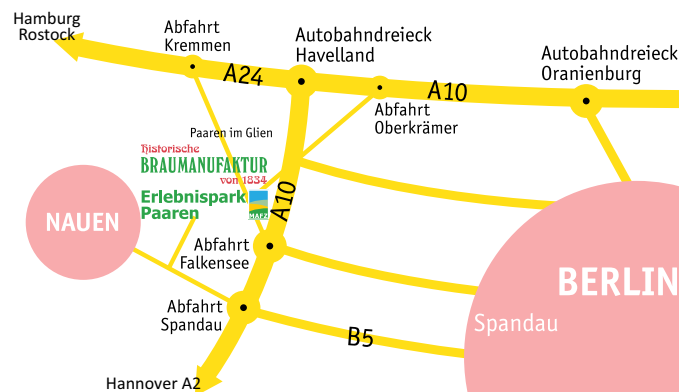 Hamburg
Rostock
Abfahrt
Kremmen
Autobahndreieck
Havelland
Autobahndreieck
Oranienburg
A24
A10
Abfahrt
Oberkrämer
Paaren im Glien
Historische
BRAUMANUFAKTUR
von 1834
Erlebnispark
Paaren
MAFZ
A10
NAUEN
Abfahrt
Falkensee
BERLIN
Abfahrt
Spandau
Spandau
B5
Hannover A2